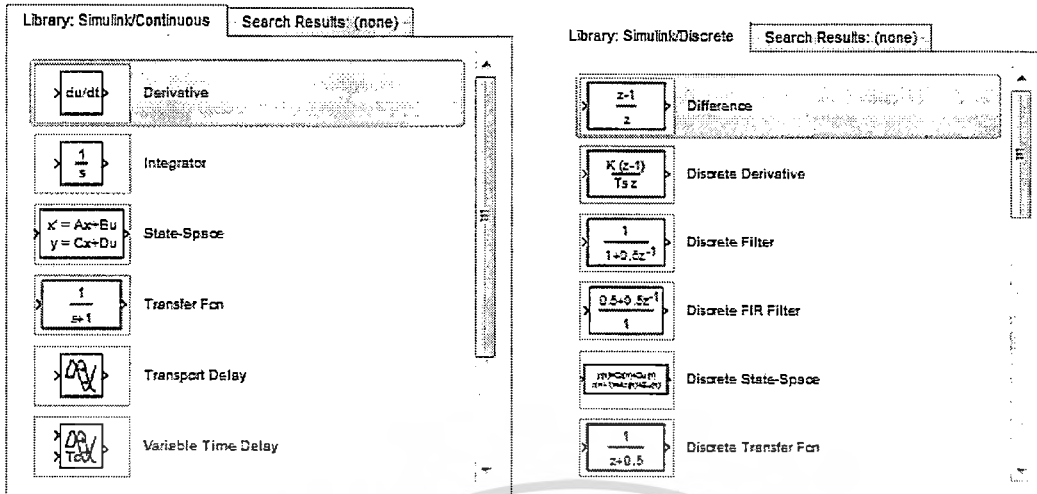 Library: Simulink/Continuous
Search Results: (none)
du/dt
Derivative
1
s
Integrator
x' = Ax+Bu
y = Cx+Du
State-Space
1
s+1
Transfer Fcn
Transport Delay
Variable Time Delay
Library: Simulink/Discrete
Search Results: (none)
z-1
z
Difference
K (z-1)
Ts z
Discrete Derivative
1
1+0.5z⁻¹
Discrete Filter
0.5+0.5z⁻¹
1
Discrete FIR Filter
Discrete State-Space
1
z+0.5
Discrete Transfer Fcn